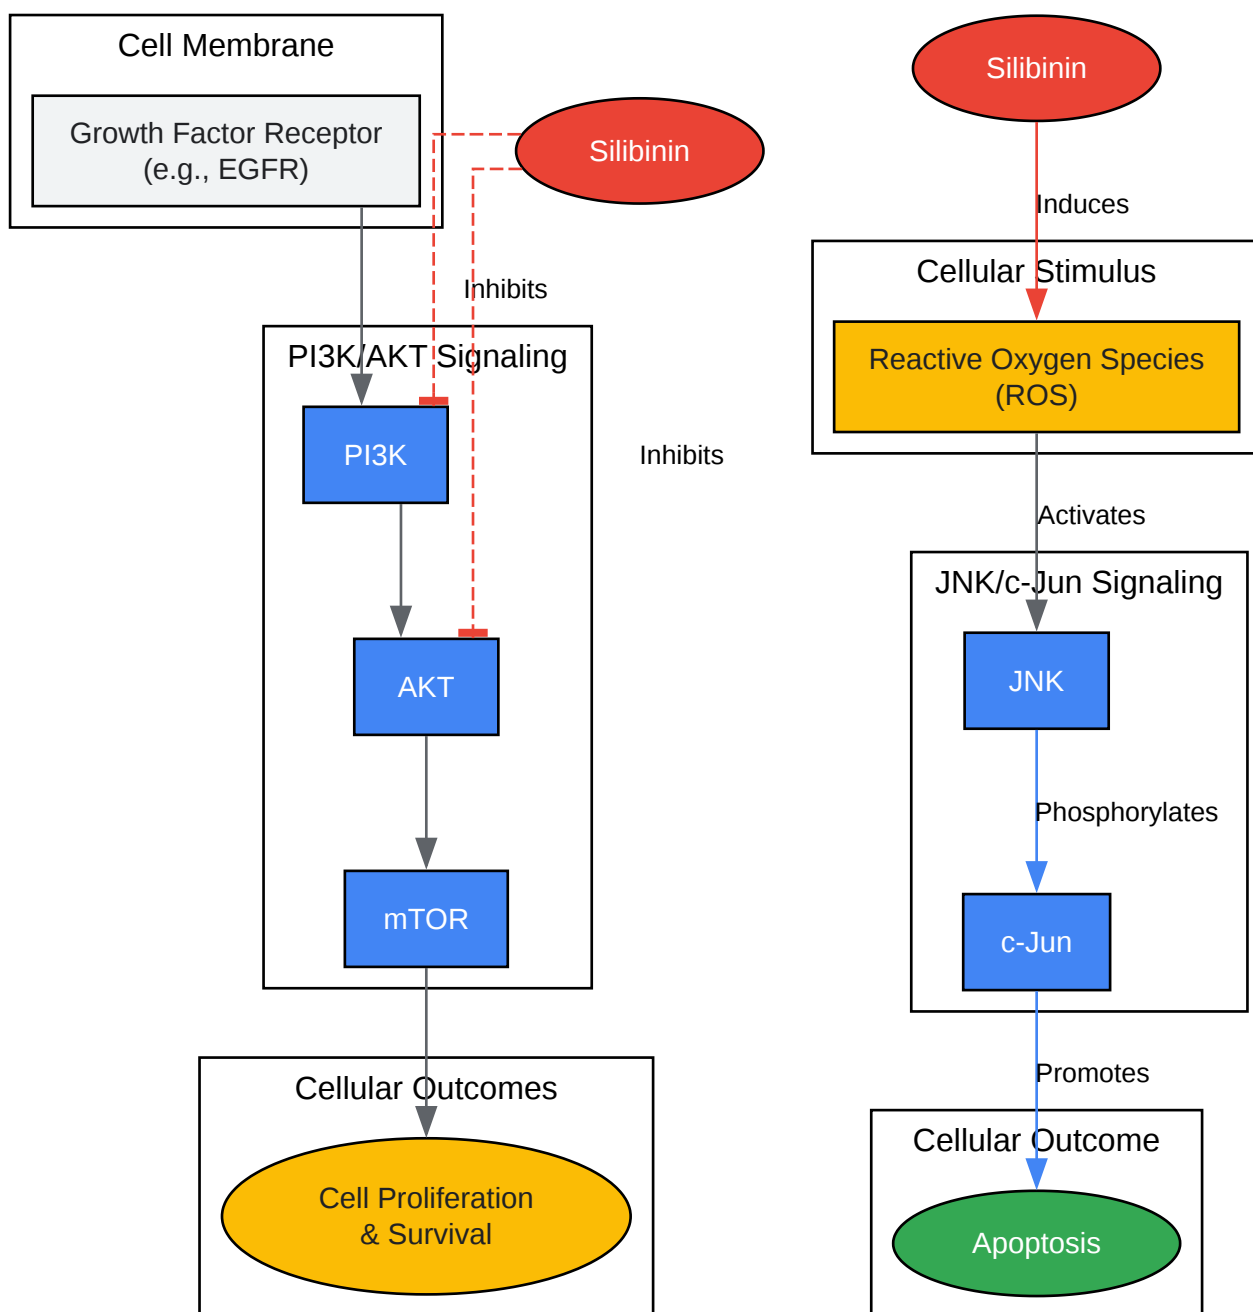 Cell Membrane
Growth Factor Receptor
(e.g., EGFR)
Silibinin
Inhibits
PI3K/AKT Signaling
PI3K
Inhibits
AKT
mTOR
Cellular Outcomes
Cell Proliferation
& Survival
Silibinin
Induces
Cellular Stimulus
Reactive Oxygen Species
(ROS)
Activates
JNK/c-Jun Signaling
JNK
Phosphorylates
c-Jun
Promotes
Cellular Outcome
Apoptosis